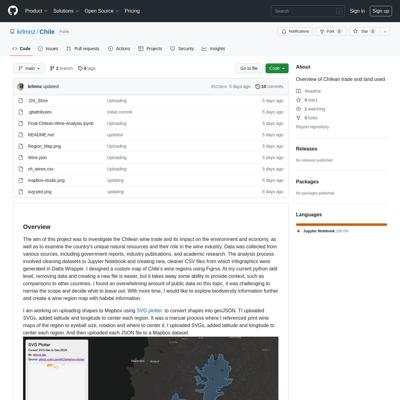 Product Solutions Open Source Pricing Search Sign in Sign up
krlmnz / Chile Public Notifications Fork 0 Star 0
Code Issues Pull requests Actions Projects Security Insights
main 1 branch 0 tags Go to file Code
krlmnz updated 5 days ago 10 commits
.DS_Store Uploading 5 days ago
.gitattributes Initial commit 5 days ago
Final-Chilean-Wine-Analysis.ipynb Uploading 5 days ago
README.md updated 5 days ago
Region_Map.png Uploading 5 days ago
Wine.json Uploading 5 days ago
ch_wines.csv Uploading 5 days ago
mapbox-studio.png updating 5 days ago
svg-plot.png updating 5 days ago
About
Overview of Chilean trade and land used
Readme
0 stars
1 watching
0 forks
Report repository
Releases
No releases published
Packages
No packages published
Languages
Jupyter Notebook 100.0%
Overview
The aim of this project was to investigate the Chilean wine trade and its impact on the environment and economy, as
well as to examine the country's unique natural resources and their role in the wine industry. Data was collected from
various sources, including government reports, industry publications, and academic research. The analysis process
involved cleaning datasets in Jupyter Notebook and creating new, cleaner CSV files from which infographics were
generated in Data Wrapper. I designed a custom map of Chile's wine regions using Figma. At my current python skill
level, removing data and creating a new file is easier, but it takes away some ability to provide context, such as
comparisons to other countries. I found an overwhelming amount of public data on this topic, it was challenging to
narrow the scope and decide what to leave out. With more time, I would like to explore biodiversity further
and create a wine region map with habitat information.
I am working on uploading shapes to Mapbox using SVG plotter. to convert shapes into geoJSON. TI uploaded
SVGs, added latitude and longitude to center each region. It was a manual process where I referenced print wine
maps of the region to eyeball size, rotation and where to center it. I uploaded SVGs, added latitude and longitude to
center each region. And then uploaded each JSON file to a Mapbox dataset.
SVG Plotter
Convert SVG files to GeoJSON